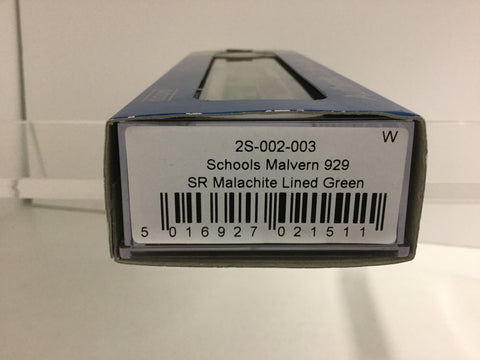 W
2S-002-003
Schools Malvern 929
SR Malachite Lined Green
5 016927 021511